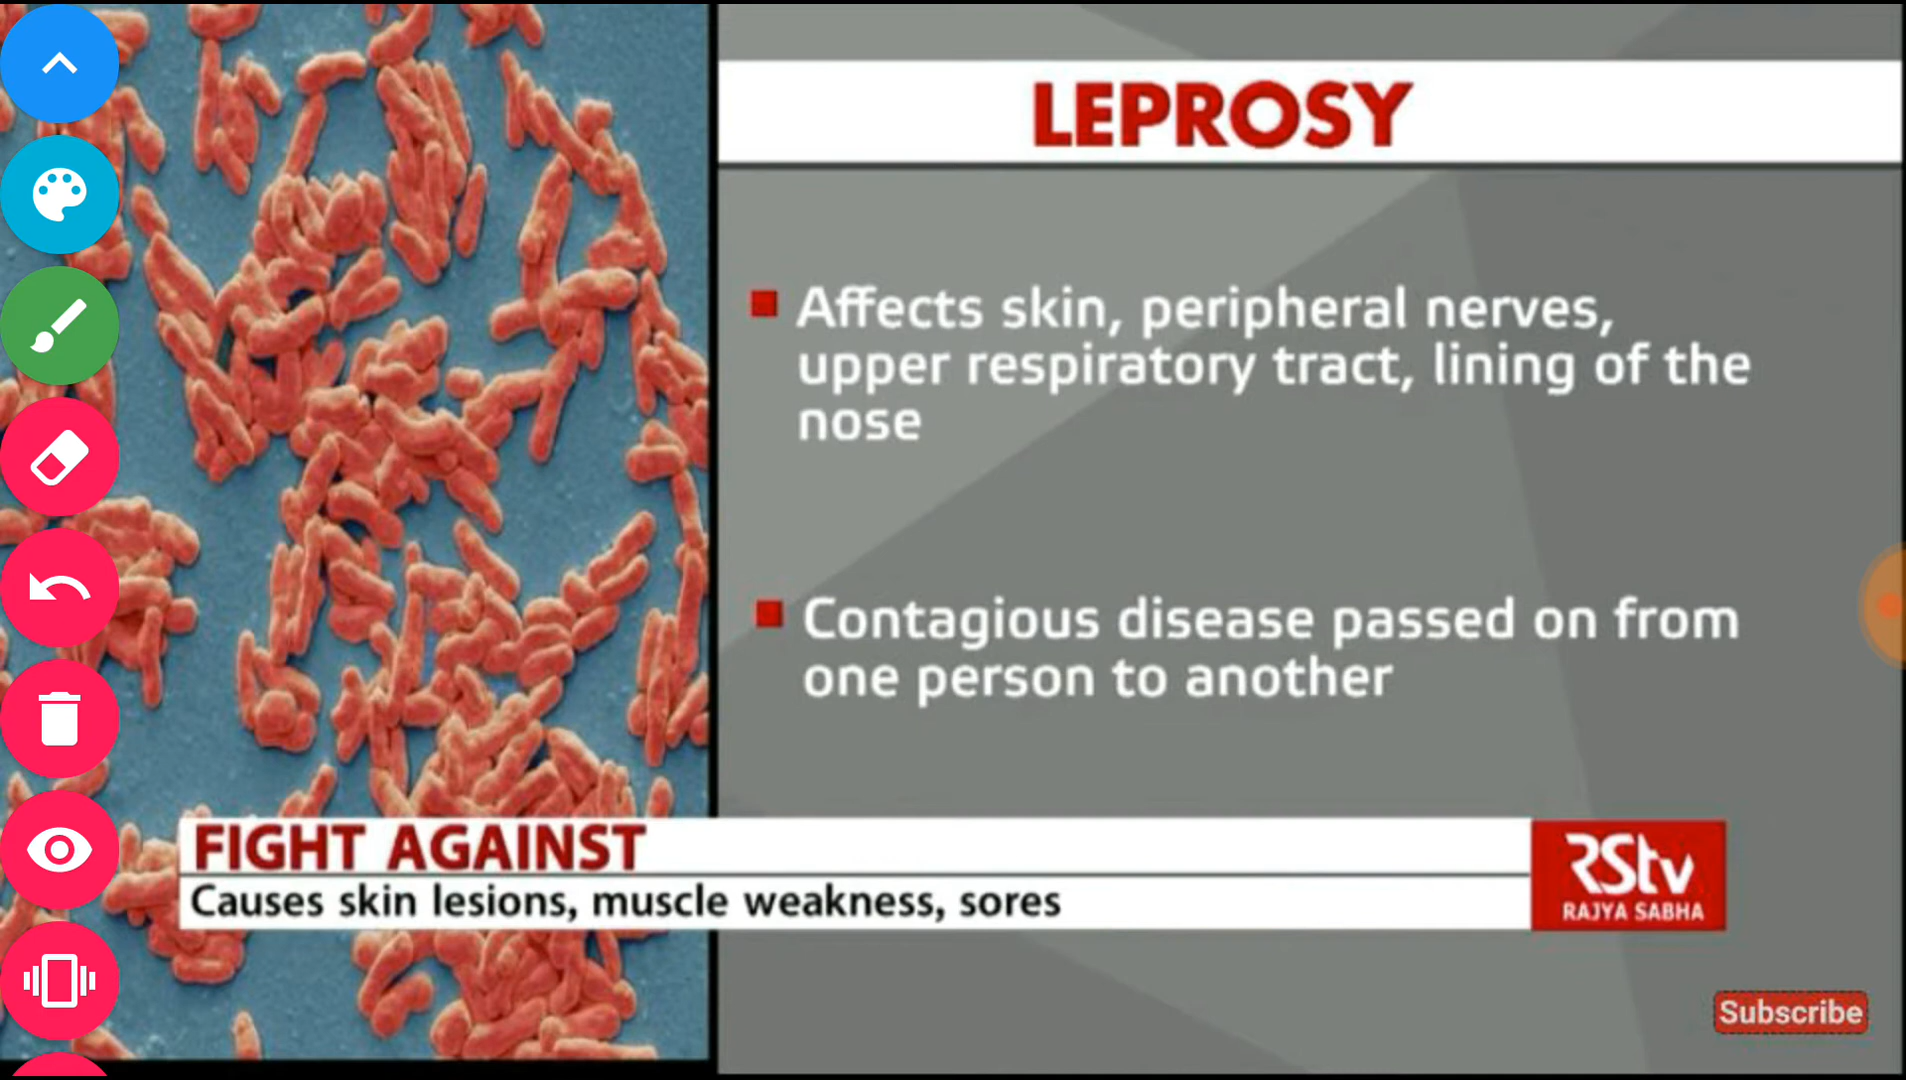 LEPROSY
Affects skin, peripheral nerves,
upper respiratory tract, lining of the
nose
Contagious disease passed on from
one person to another
FIGHT AGAINST
Causes skin lesions, muscle weakness, sores
RStv
RAJYA SABHA
Subscribe